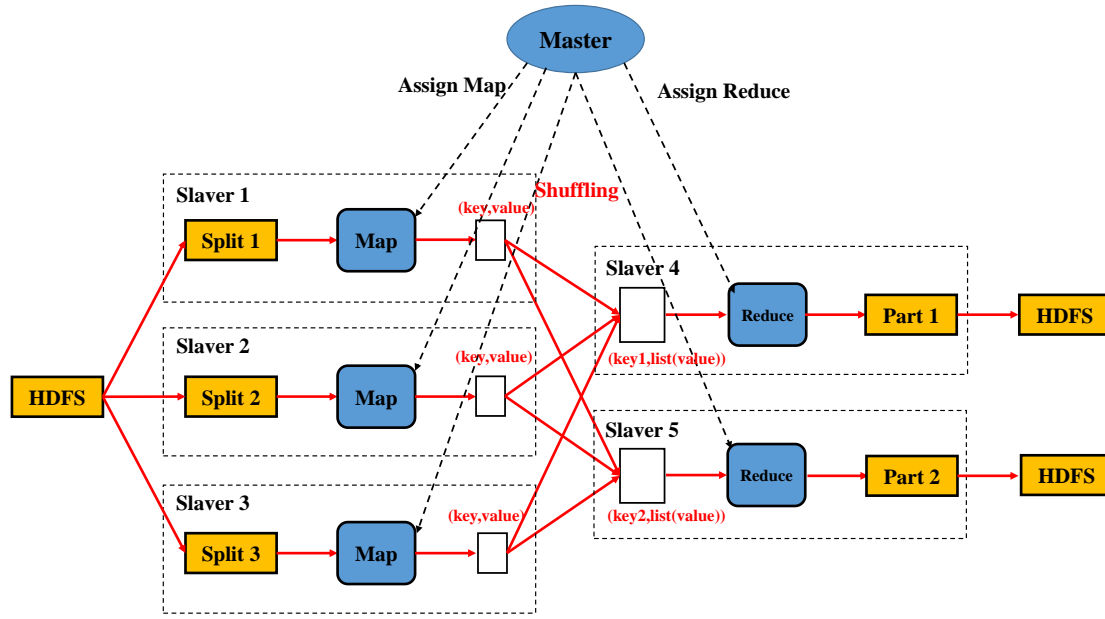 Master
Assign Map
Assign Reduce
Slaver 1
Shuffling
(key,value)
Split 1
Map
Slaver 4
Reduce
Part 1
HDFS
(key1,list(value))
Slaver 2
(key,value)
HDFS
Split 2
Map
Slaver 5
Reduce
Part 2
HDFS
(key2,list(value))
Slaver 3
(key,value)
Split 3
Map